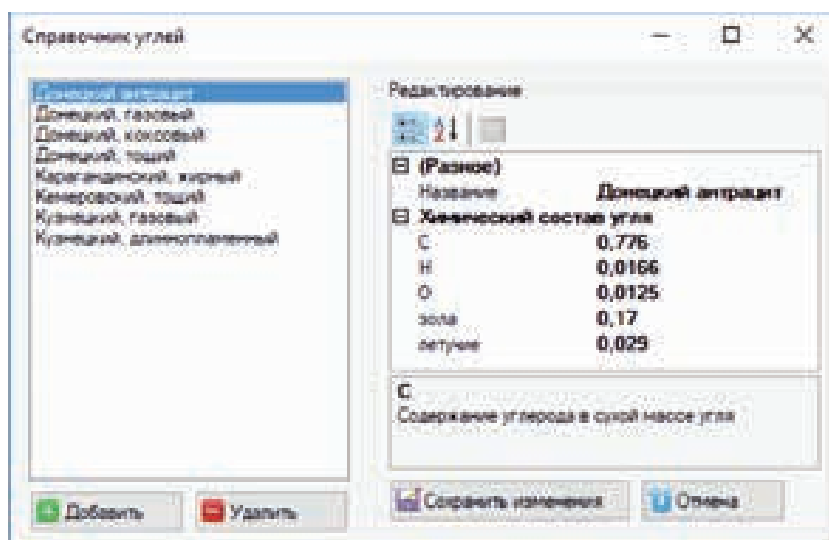 Справочник углей
Донецкий антрацит
Донецкий, газовый
Донецкий, коксовый
Донецкий, тощий
Карагандинский, жирный
Кемеровский, тощий
Кузнецкий, газовый
Кузнецкий, длиннопламенный
Добавить
Удалить
Редактирование
(Разное)
Название Донецкий антрацит
Химический состав угля
C 0,776
H 0,0166
O 0,0125
зола 0,17
летучие 0,029
C
Содержание углерода в сухой массе угля
Сохранить изменения
Отмена